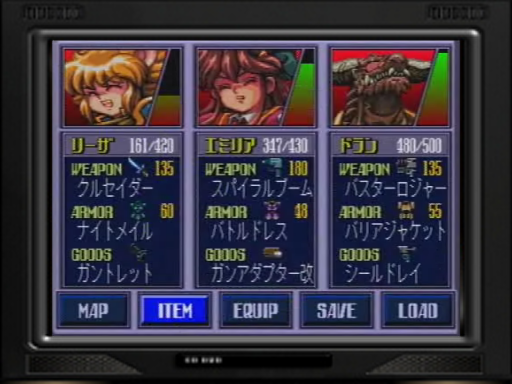 リーザ 161/420
WEAPON 135
クルセイダー
ARMOR 60
ナイトメイル
GOODS
ガントレット
エミリア 347/430
WEAPON 180
スパイラルブーム
ARMOR 48
バトルドレス
GOODS
ガンアダプター改
ドラン 480/500
WEAPON 135
バスターロジャー
ARMOR 55
バリアジャケット
GOODS
シールドレイ
MAP ITEM EQUIP SAVE LOAD